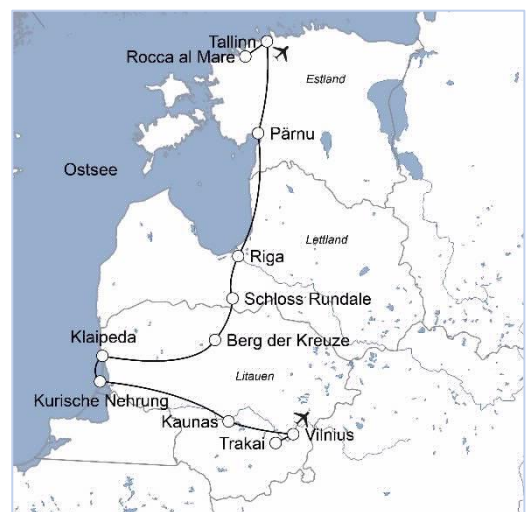 Tallinn
Rocca al Mare
Estland
Pärnu
Ostsee
Lettland
Riga
Schloss Rundale
Klaipeda
Berg der Kreuze
Litauen
Kurische Nehrung
Kaunas
Vilnius
Trakai